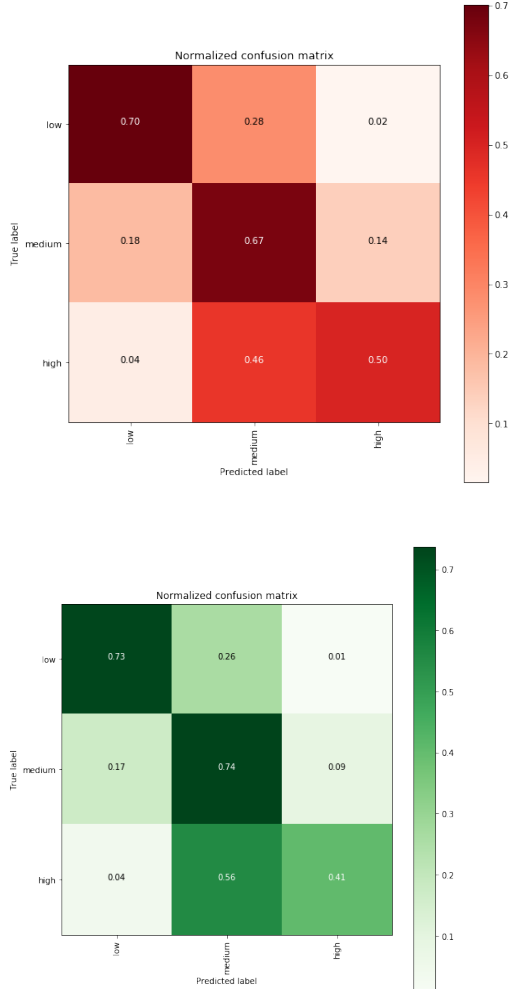 Normalized confusion matrix
0.7
0.6
0.5
0.4
0.3
0.2
0.1
True label
low
0.70 0.28 0.02
medium
0.18 0.67 0.14
high
0.04 0.46 0.50
low medium high
Predicted label
Normalized confusion matrix
0.7
0.6
0.5
0.4
0.3
0.2
0.1
True label
low
0.73 0.26 0.01
medium
0.17 0.74 0.09
high
0.04 0.56 0.41
low medium high
Predicted label